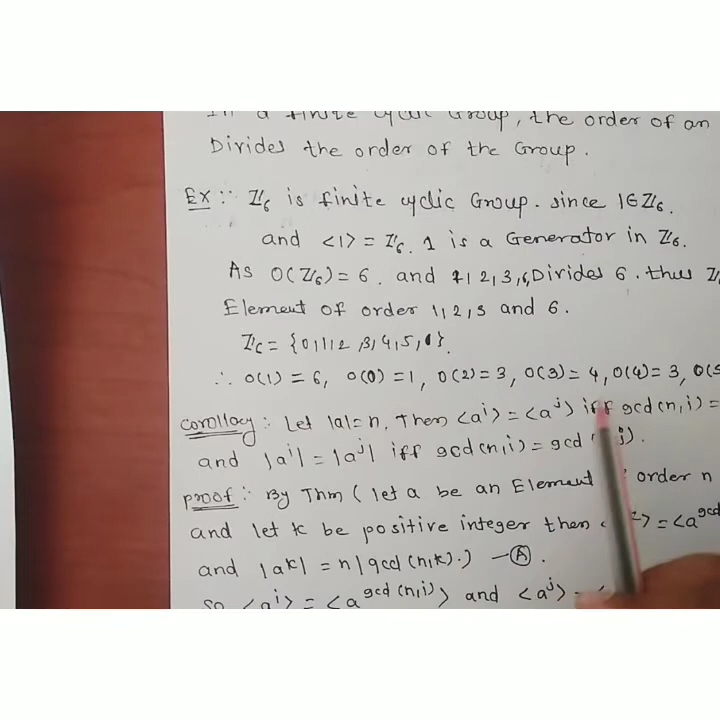 a finite cyclic Group, the order of an
Divides the order of the Group.
Ex:: Z6 is finite cyclic Group. since 1∈Z6.
and <1> = Z6. 1 is a Generator in Z6.
As O(Z6) = 6. and 1, 2, 3, 6, Divides 6. thus
Element of order 1, 2, 3 and 6.
= {0, 1, 2, 3, 4, 5, }.
∴ O(1) = 6, O(0) = 1, O(2) = 3, O(3) = 4, O(4) = 3,
corollary: Let |a| = n. Then <a^i> = <a^j> iff gcd(n, i) =
and |a^i| = |a^j| iff gcd(n, i) = gcd j).
proof:: By Thm (let a be an Element order n
and let k be positive integer then = <a^gcd
and |a^k| = n|gcd(n, k).) — (A).
so <a^i> = <a^gcd(n, i)> and <a^j>